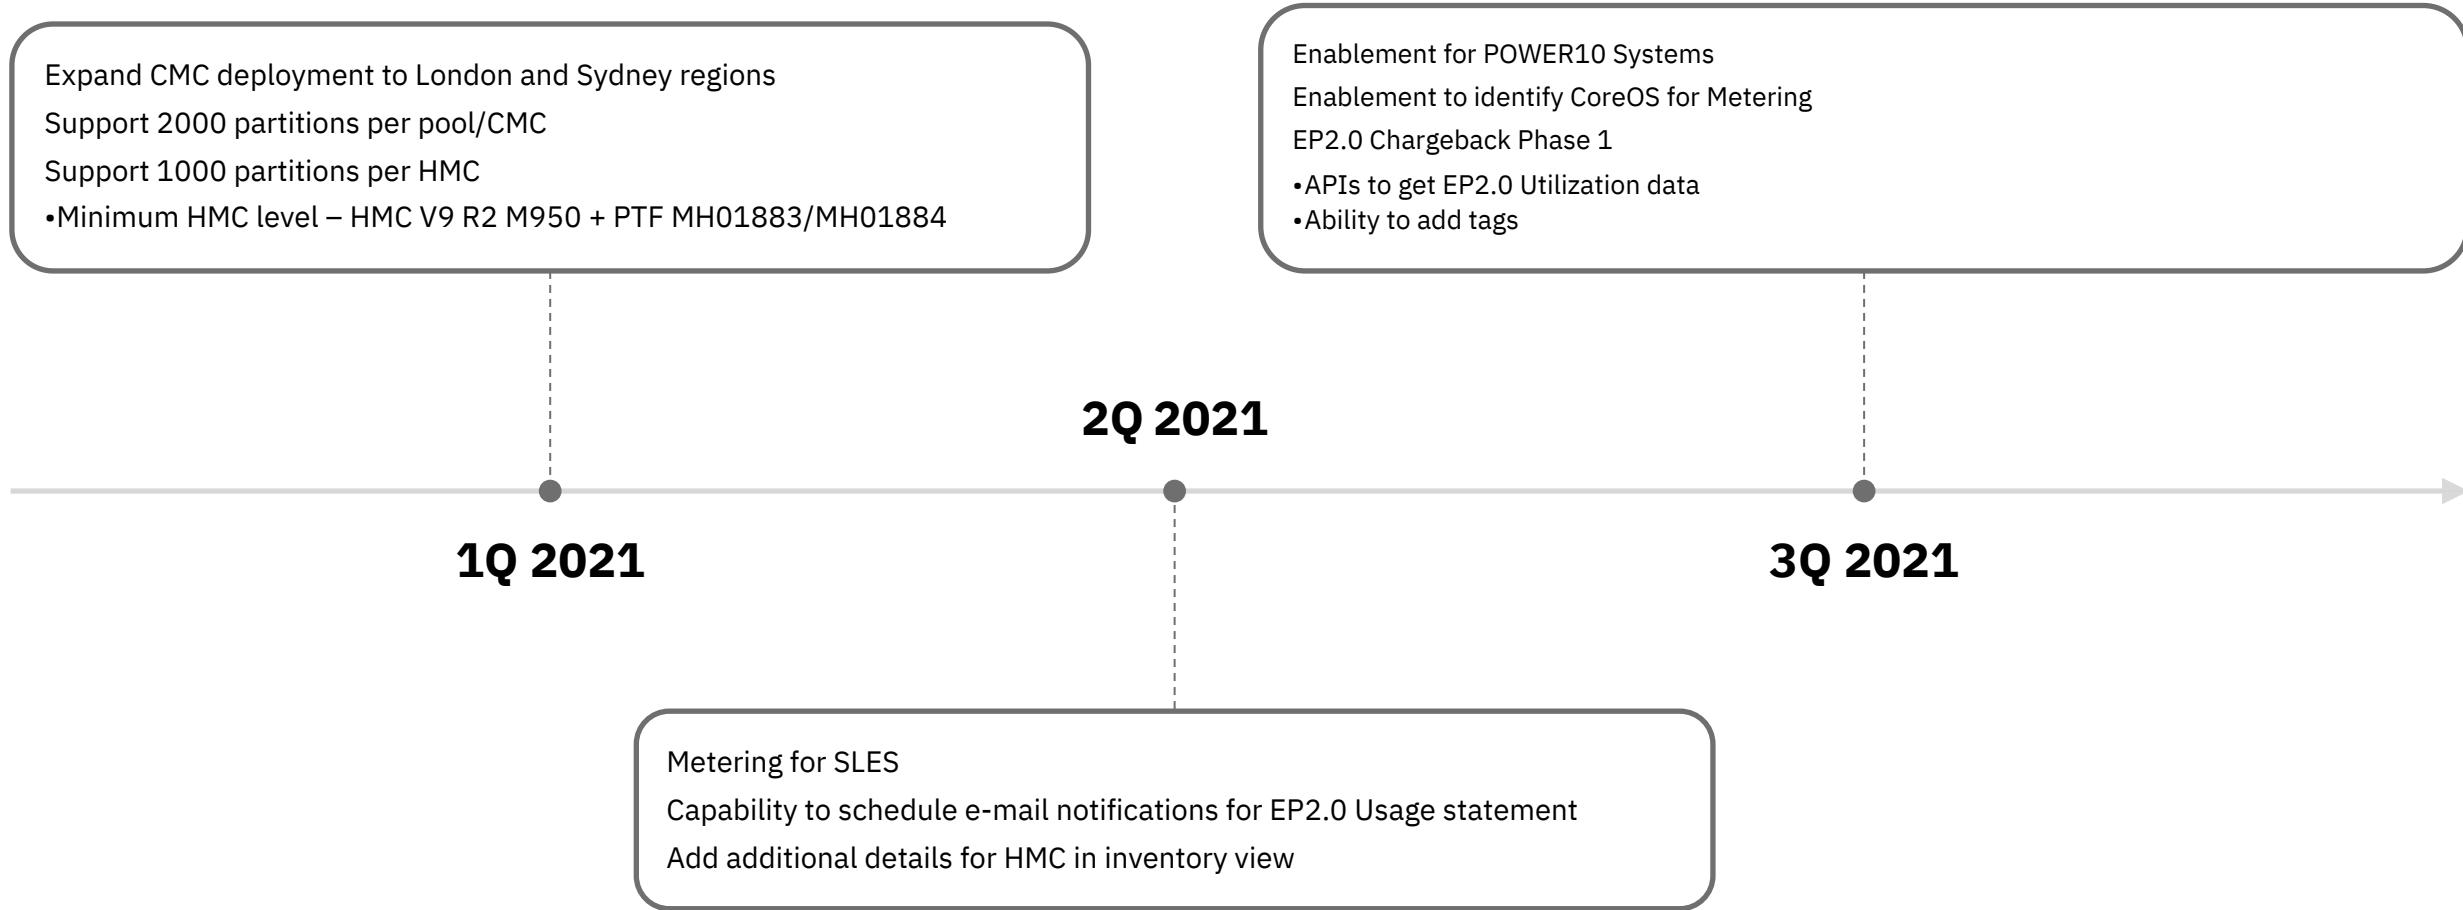 Expand CMC deployment to London and Sydney regions
Support 2000 partitions per pool/CMC
Support 1000 partitions per HMC
•Minimum HMC level – HMC V9 R2 M950 + PTF MH01883/MH01884
Enablement for POWER10 Systems
Enablement to identify CoreOS for Metering
EP2.0 Chargeback Phase 1
•APIs to get EP2.0 Utilization data
•Ability to add tags
2Q 2021
1Q 2021
3Q 2021
Metering for SLES
Capability to schedule e-mail notifications for EP2.0 Usage statement
Add additional details for HMC in inventory view